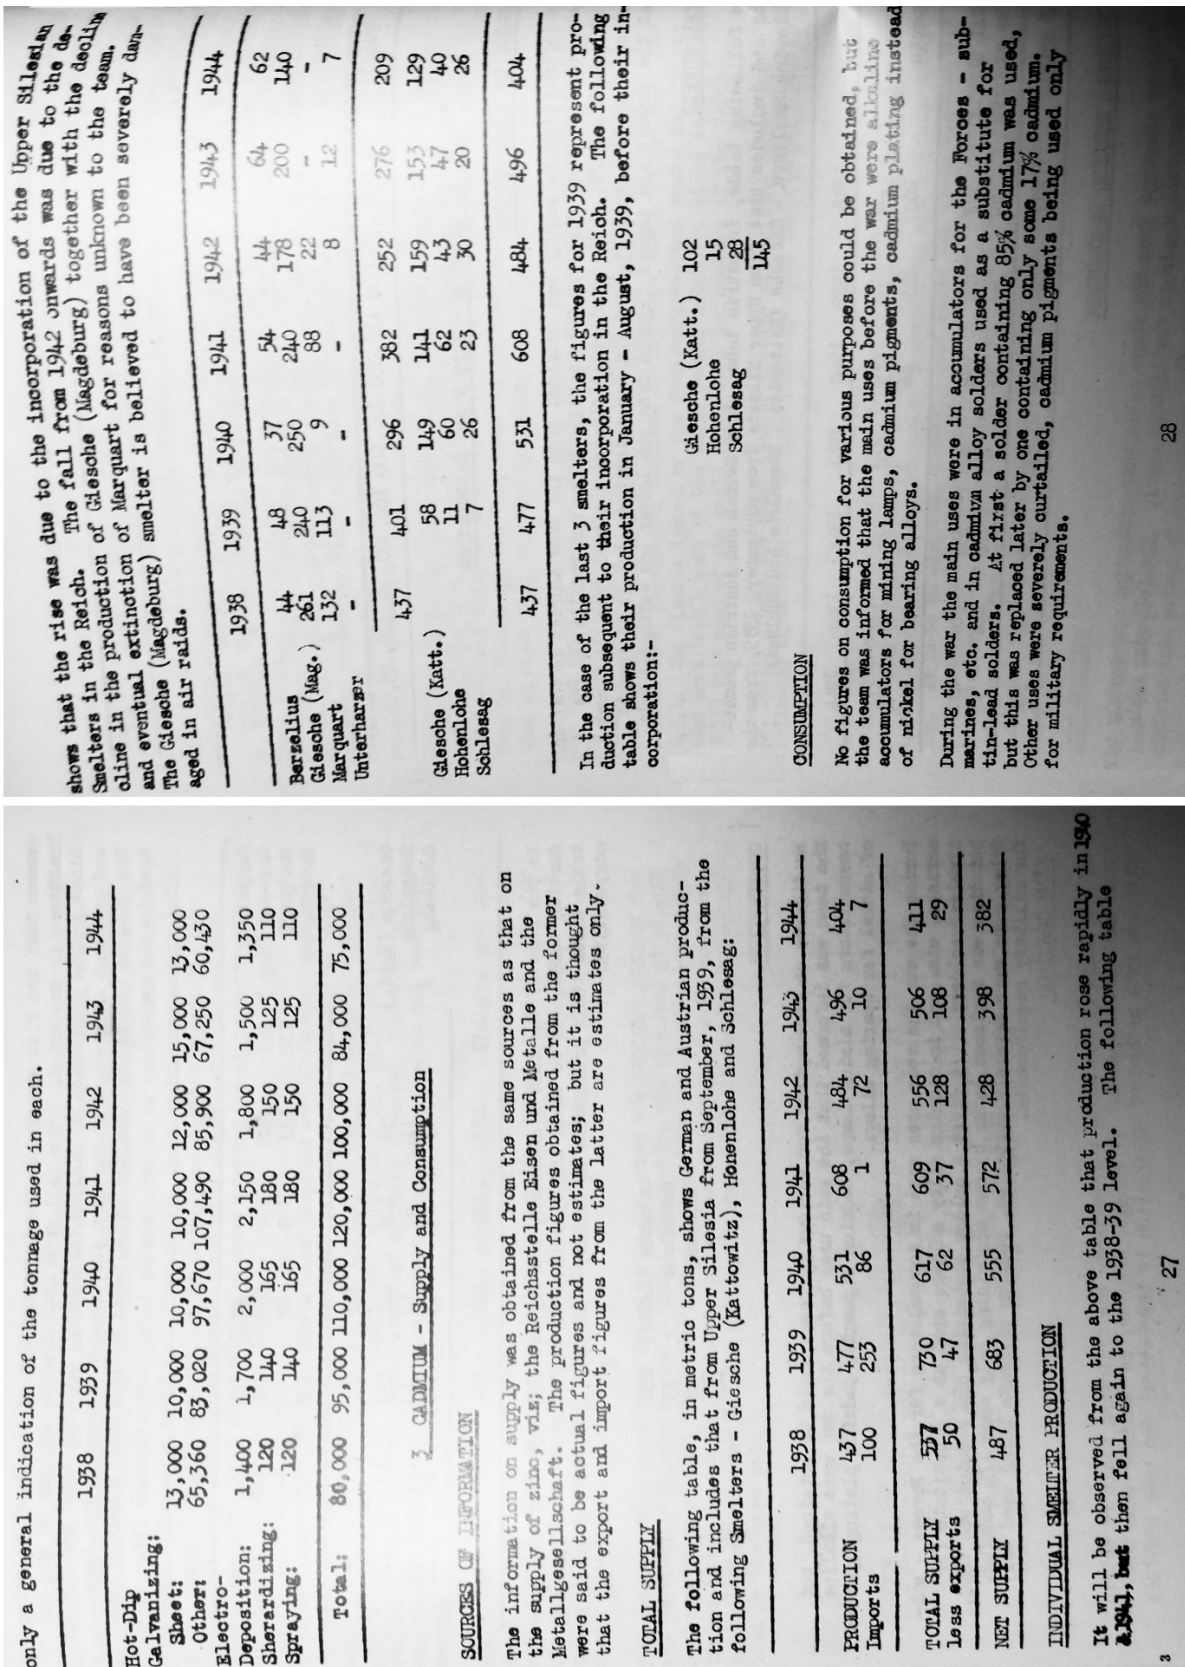 only a general indication of the tonnage used in each.
1938 1939 1940 1941 1942 1943 1944
Hot-Dip
Galvanizing:
Sheet: 13,000 10,000 10,000 10,000 12,000 15,000 13,000
Other: 65,360 83,020 97,670 107,490 85,900 67,250 60,430
Electro-
Deposition: 1,400 1,700 2,000 2,150 1,800 1,500 1,350
Sherardizing: 120 140 165 180 150 125 110
Spraying: 120 140 165 180 150 125 110
Total: 80,000 95,000 110,000 120,000 100,000 84,000 75,000
3 CADMIUM - Supply and Consumption
SOURCES OF INFORMATION
The information on supply was obtained from the same sources as that on
the supply of zinc, viz; the Reichsstelle Eisen und Metalle and the
Metallgesellschaft. The production figures obtained from the former
were said to be actual figures and not estimates; but it is thought
that the export and import figures from the latter are estimates only.
TOTAL SUPPLY
The following table, in metric tons, shows German and Austrian produc-
tion and includes that from Upper Silesia from September, 1939, from the
following Smelters - Giesche (Kattowitz), Hohenlohe and Schlesag:
1938 1939 1940 1941 1942 1943 1944
PRODUCTION 437 477 531 608 484 496 404
Imports 100 253 86 1 72 10 7
TOTAL SUPPLY 537 730 617 609 556 506 411
less exports 50 47 62 37 128 108 29
NET SUPPLY 487 683 555 572 428 398 382
INDIVIDUAL SMELTER PRODUCTION
It will be observed from the above table that production rose rapidly in 1940
&1941, but then fell again to the 1938-39 level. The following table
27
3
shows that the rise was due to the incorporation of the Upper Silesian
Smelters in the Reich. The fall from 1942 onwards was due to the de-
cline in the production of Giesche (Magdeburg) together with the decline
and eventual extinction of Marquart for reasons unknown to the team.
The Giesche (Magdeburg) smelter is believed to have been severely dam-
aged in air raids.
1938 1939 1940 1941 1942 1943 1944
Berzelius 44 48 37 54 44 64 62
Giesche (Mag.) 261 240 250 240 178 200 140
Marquart 132 113 9 88 22 - -
Unterharzer - - - - 8 12 7
437 401 296 382 252 276 209
Giesche (Katt.) 58 149 141 159 153 129
Hohenlohe 11 60 62 43 47 40
Schlesag 7 26 23 30 20 26
437 477 531 608 484 496 404
In the case of the last 3 smelters, the figures for 1939 represent pro-
duction subsequent to their incorporation in the Reich. The following
table shows their production in January - August, 1939, before their in-
corporation:-
Giesche (Katt.) 102
Hohenlohe 15
Schlesag 28
145
CONSUMPTION
No figures on consumption for various purposes could be obtained, but
the team was informed that the main uses before the war were alkaline
accumulators for mining lamps, cadmium pigments, cadmium plating instead
of nickel for bearing alloys.
During the war the main uses were in accumulators for the Forces - sub-
marines, etc. and in cadmium alloy solders used as a substitute for
tin-lead solders. At first a solder containing 85% cadmium was used,
but this was replaced later by one containing only some 17% cadmium.
Other uses were severely curtailed, cadmium pigments being used only
for military requirements.
28